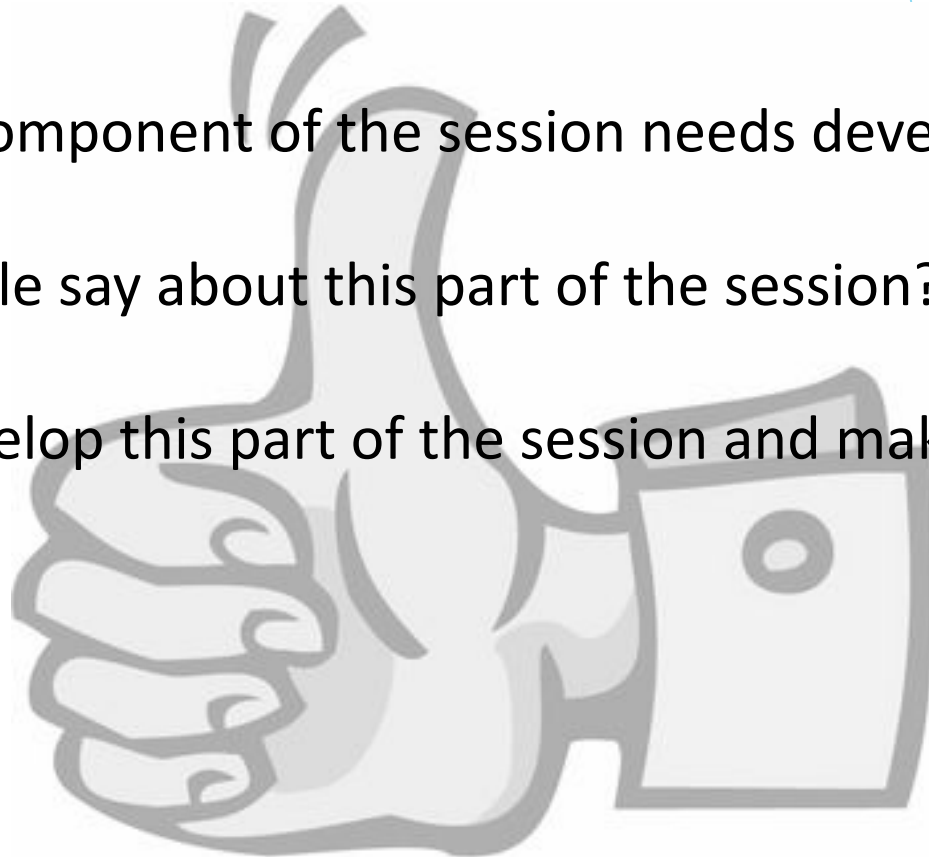 omponent of the session needs deve
le say about this part of the session?
elop this part of the session and mak